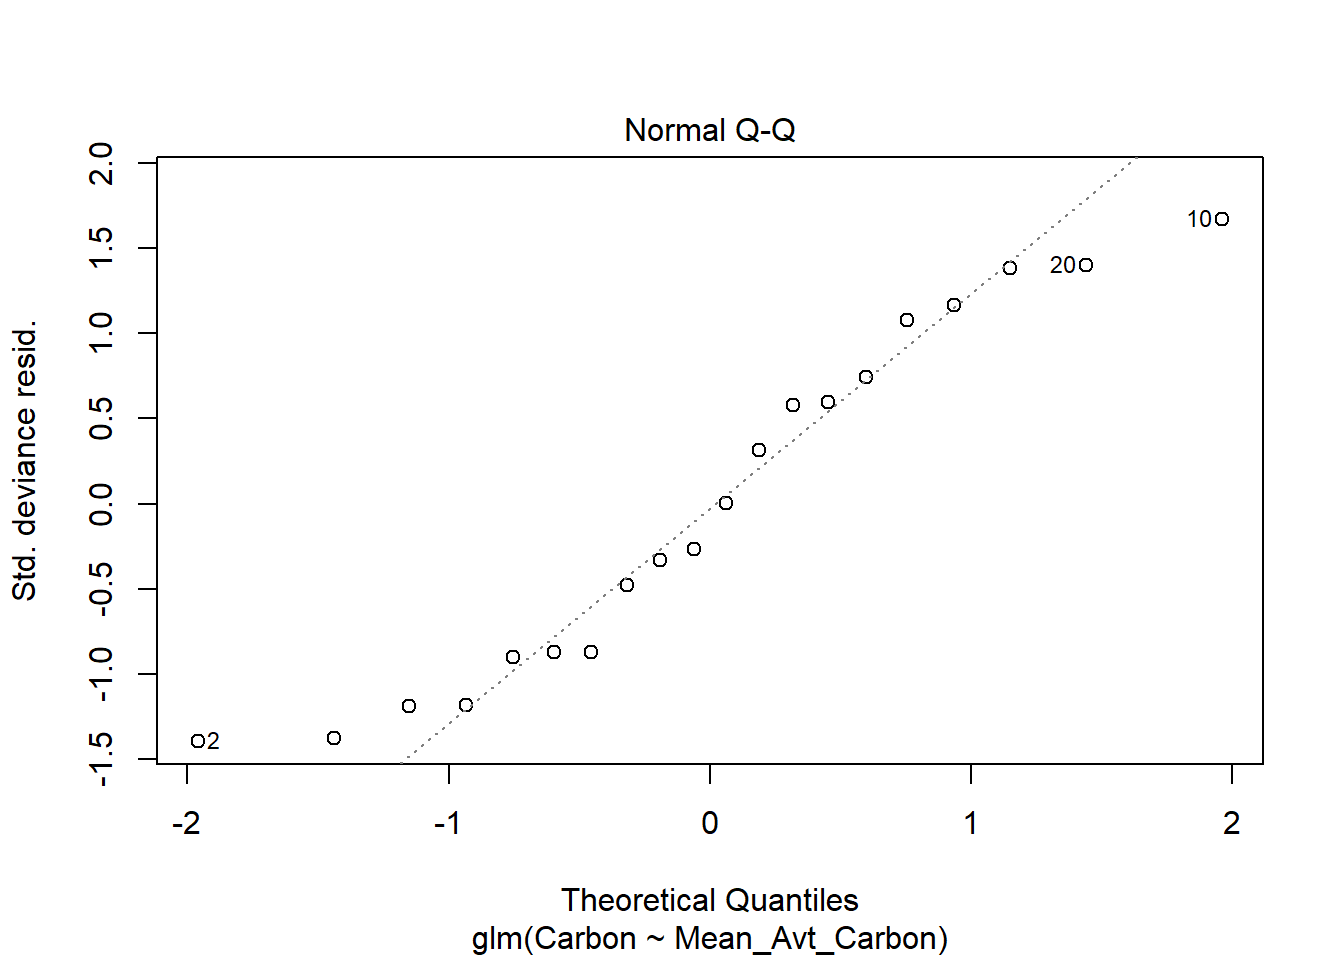 Normal Q-Q
Std. deviance resid.
2.0
1.5
1.0
0.5
0.0
-0.5
-1.0
-1.5
10
20
2
-2 -1 0 1 2
Theoretical Quantiles
glm(Carbon ~ Mean_Avt_Carbon)